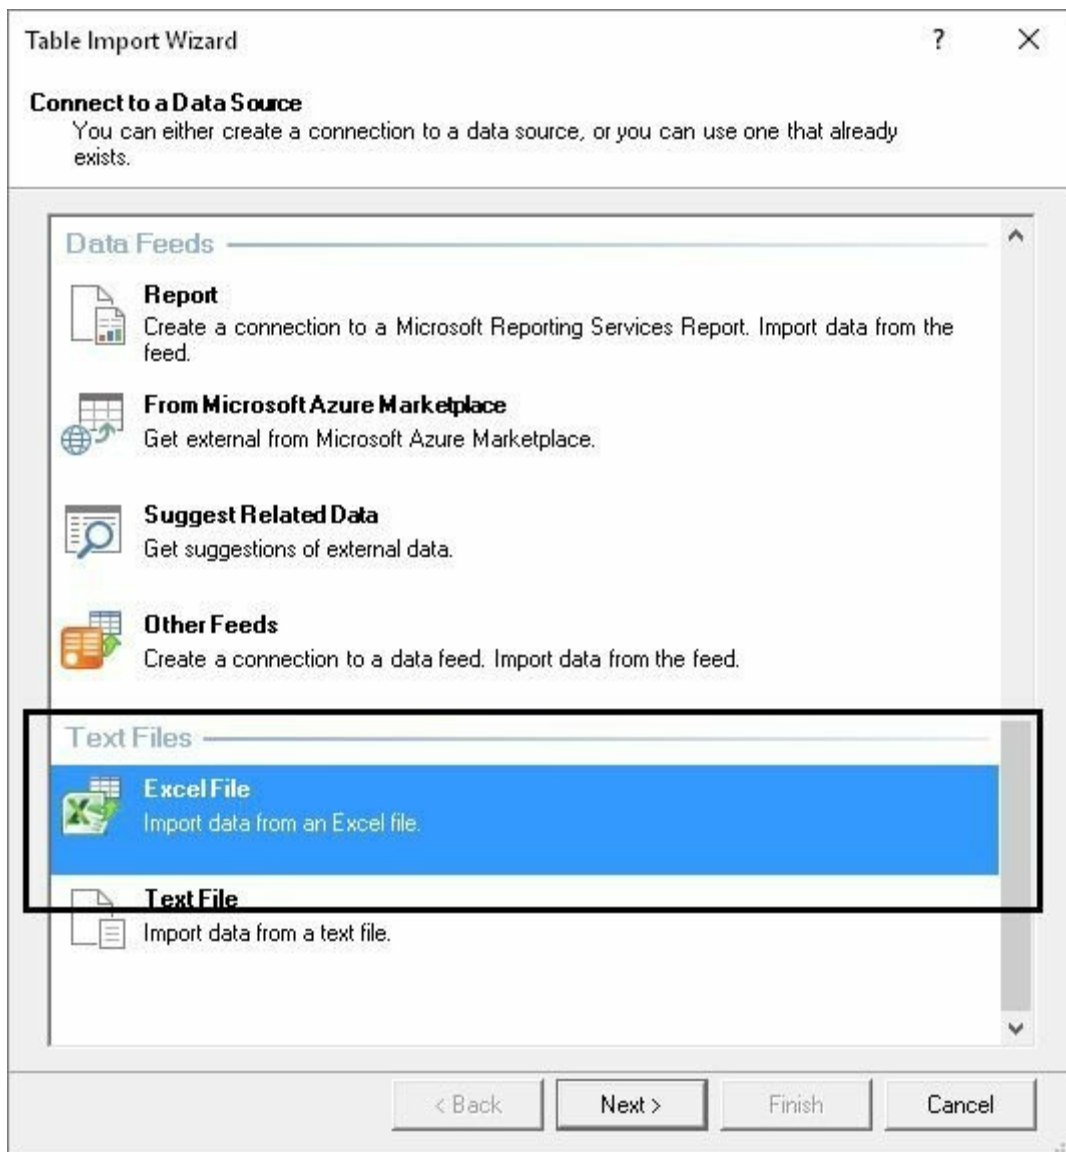 Table Import Wizard
?
Connect to a Data Source
You can either create a connection to a data source, or you can use one that already
exists.
Data Feeds
Report
Create a connection to a Microsoft Reporting Services Report. Import data from the
feed.
From Microsoft Azure Marketplace
Get external from Microsoft Azure Marketplace.
Suggest Related Data
Get suggestions of external data.
Other Feeds
Create a connection to a data feed. Import data from the feed.
Text Files
Excel File
Import data from an Excel file.
Text File
Import data from a text file.
< Back
Next >
Finish
Cancel